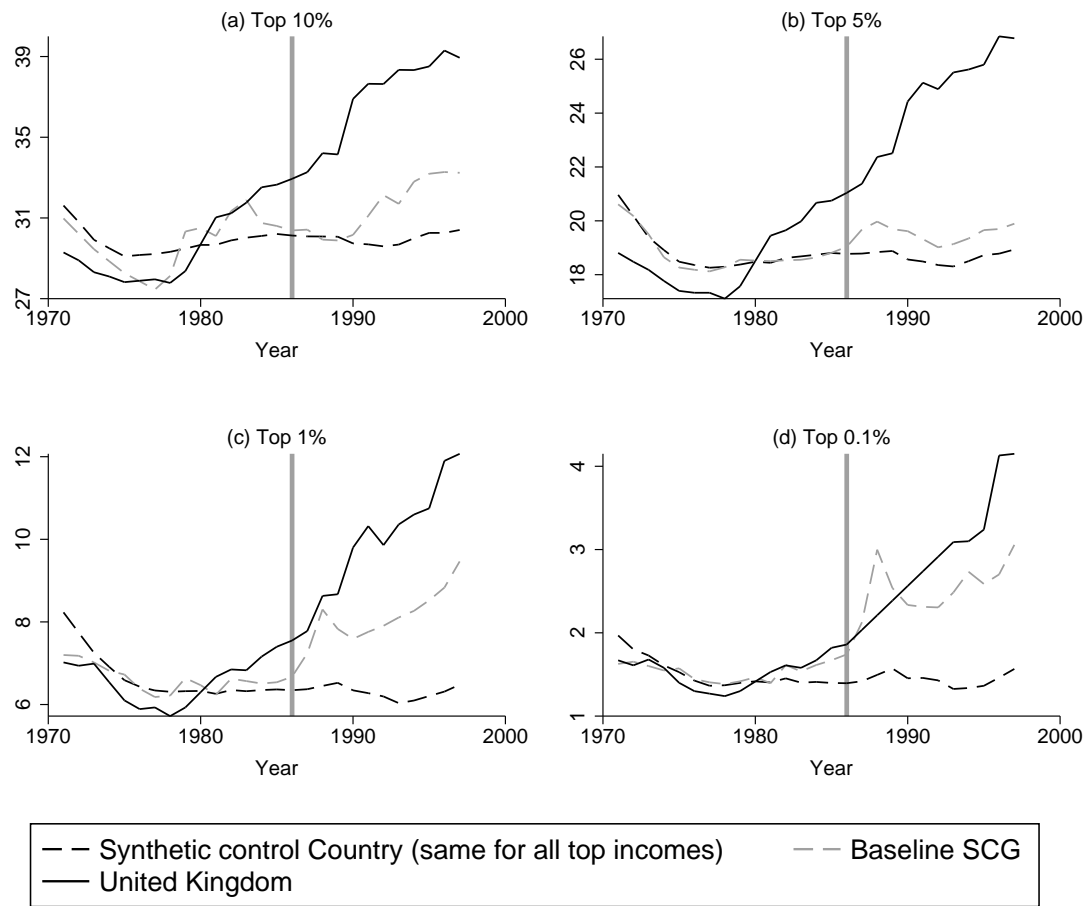 (a) Top 10%
39
35
31
27
1970 1980 1990 2000
Year
(b) Top 5%
26
24
22
20
18
1970 1980 1990 2000
Year
(c) Top 1%
12
10
8
6
1970 1980 1990 2000
Year
(d) Top 0.1%
4
3
2
1
1970 1980 1990 2000
Year
Synthetic control Country (same for all top incomes) Baseline SCG
United Kingdom